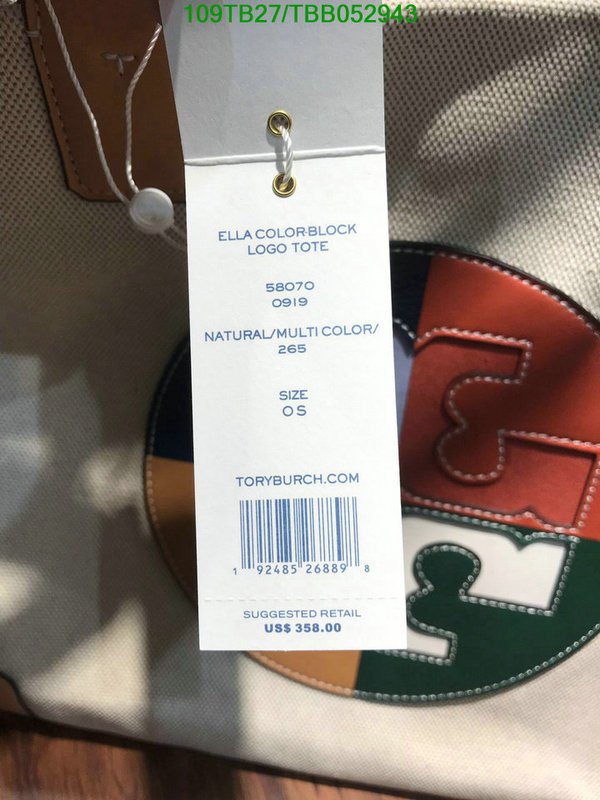 109TB27/TBB052943
T
ELLA COLOR-BLOCK
LOGO TOTE
58070
0919
NATURAL/MULTI COLOR/
265
SIZE
OS
TORYBURCH.COM
1 92485 26889 8
SUGGESTED RETAIL
US$ 358.00